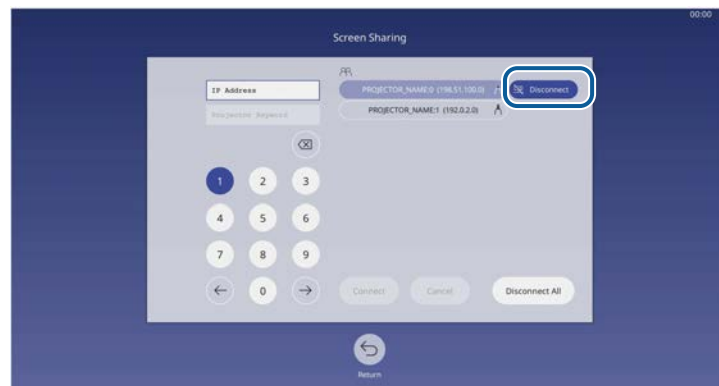 00:00
Screen Sharing
IP Address
Projector Keyword
PROJECTOR_NAME:0 (198.51.100.0)
Disconnect
PROJECTOR_NAME:1 (192.0.2.0)
1 2 3
4 5 6
7 8 9
0
Connect Cancel Disconnect All
Return